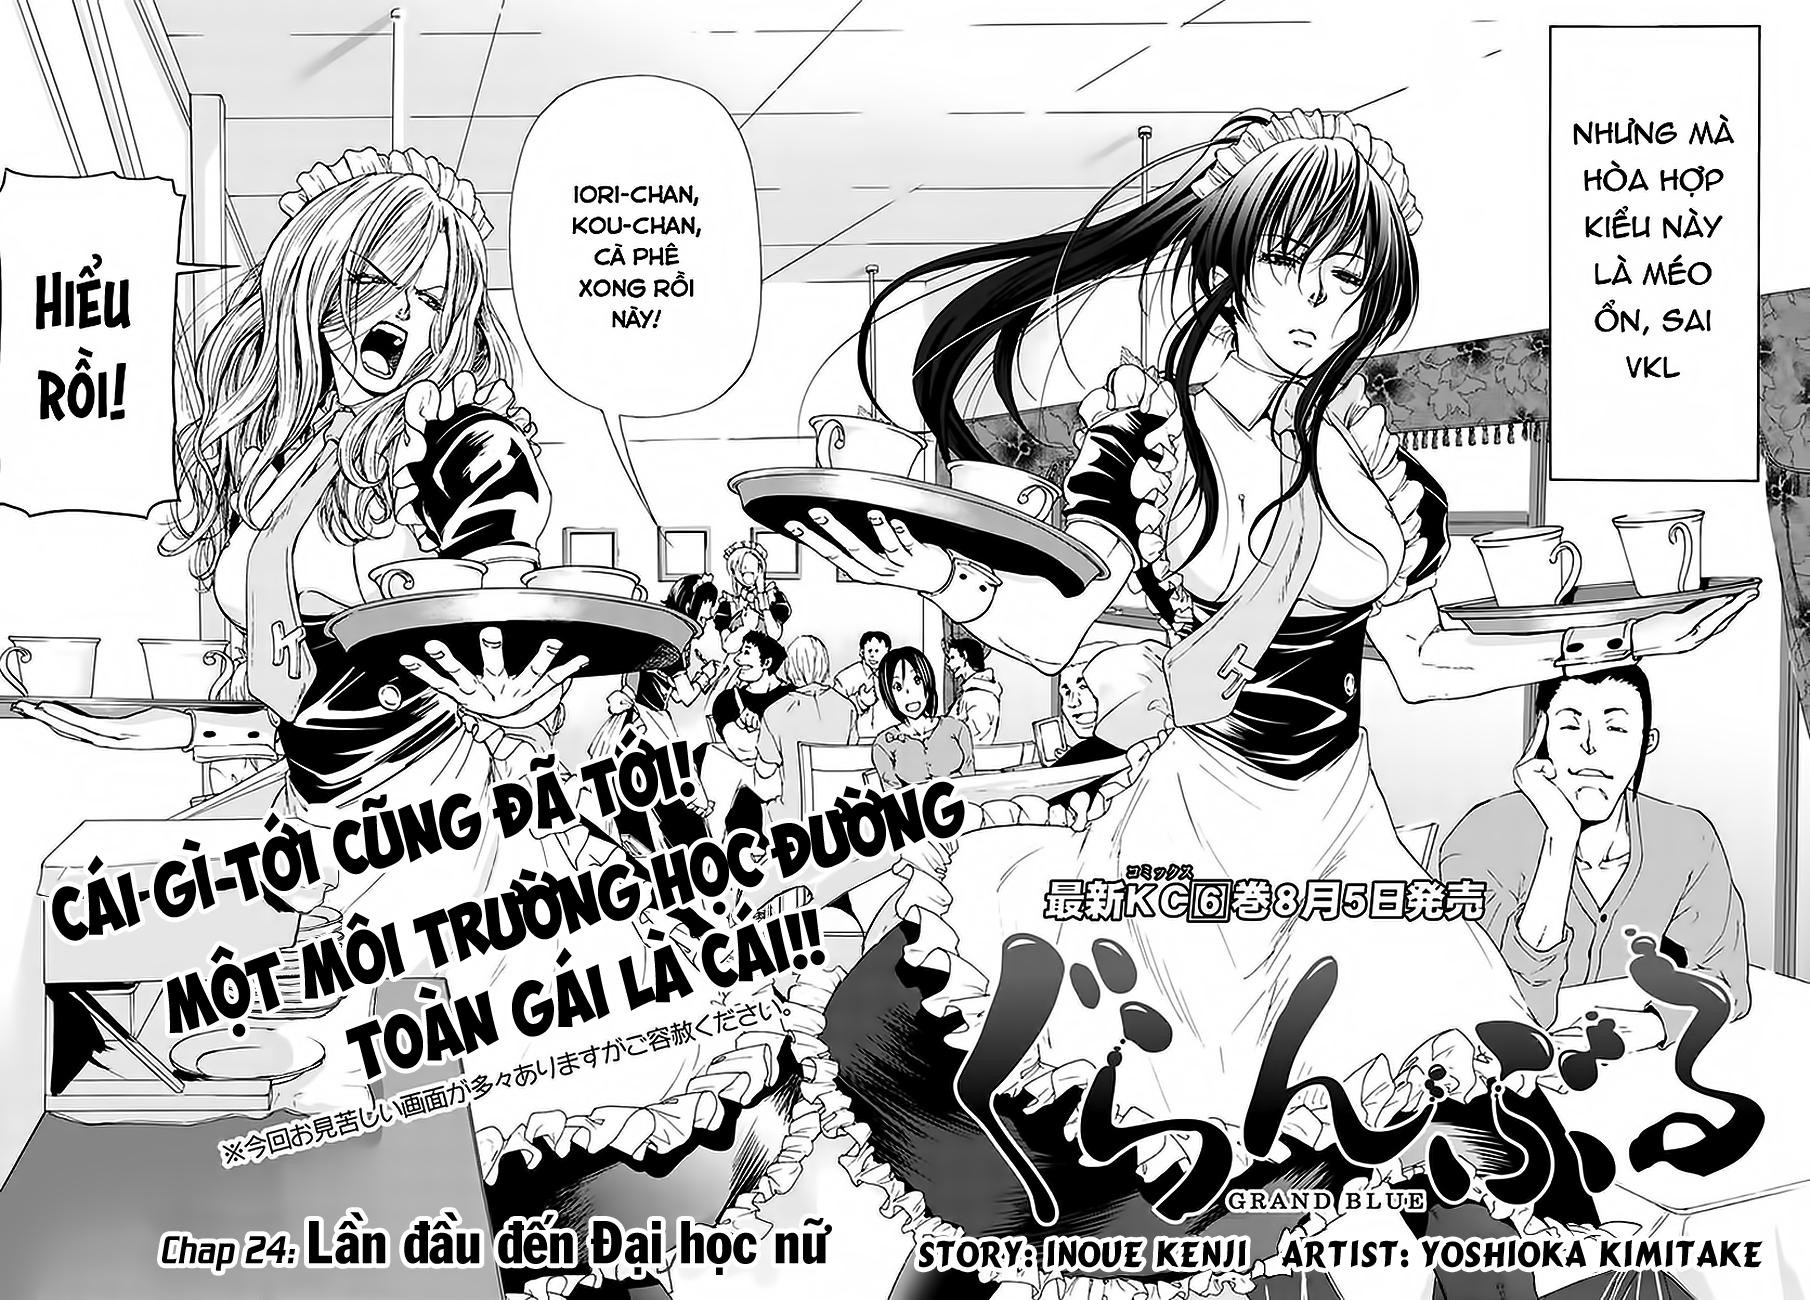 NHƯNG MÀ
HÒA HỢP
KIỂU NÀY
LÀ MÉO
ỔN, SAI
VKL
IORI-CHAN,
KOU-CHAN,
CÀ PHÊ
XONG RỒI
NÀY!
HIỂU
RỒI!
CÁI-GÌ-TỚI CŨNG ĐÃ TỚI!
MỘT MÔI TRƯỜNG HỌC ĐƯỜNG
TOÀN GÁI LÀ CÁI!!
※今回お見苦しい画面が多々ありますがご容赦ください。
コミックス
最新KC6巻8月5日発売
ぐらんぶる
GRAND BLUE
Chap 24: Lần đầu đến Đại học nữ
STORY: INOUE KENJI ARTIST: YOSHIOKA KIMITAKE